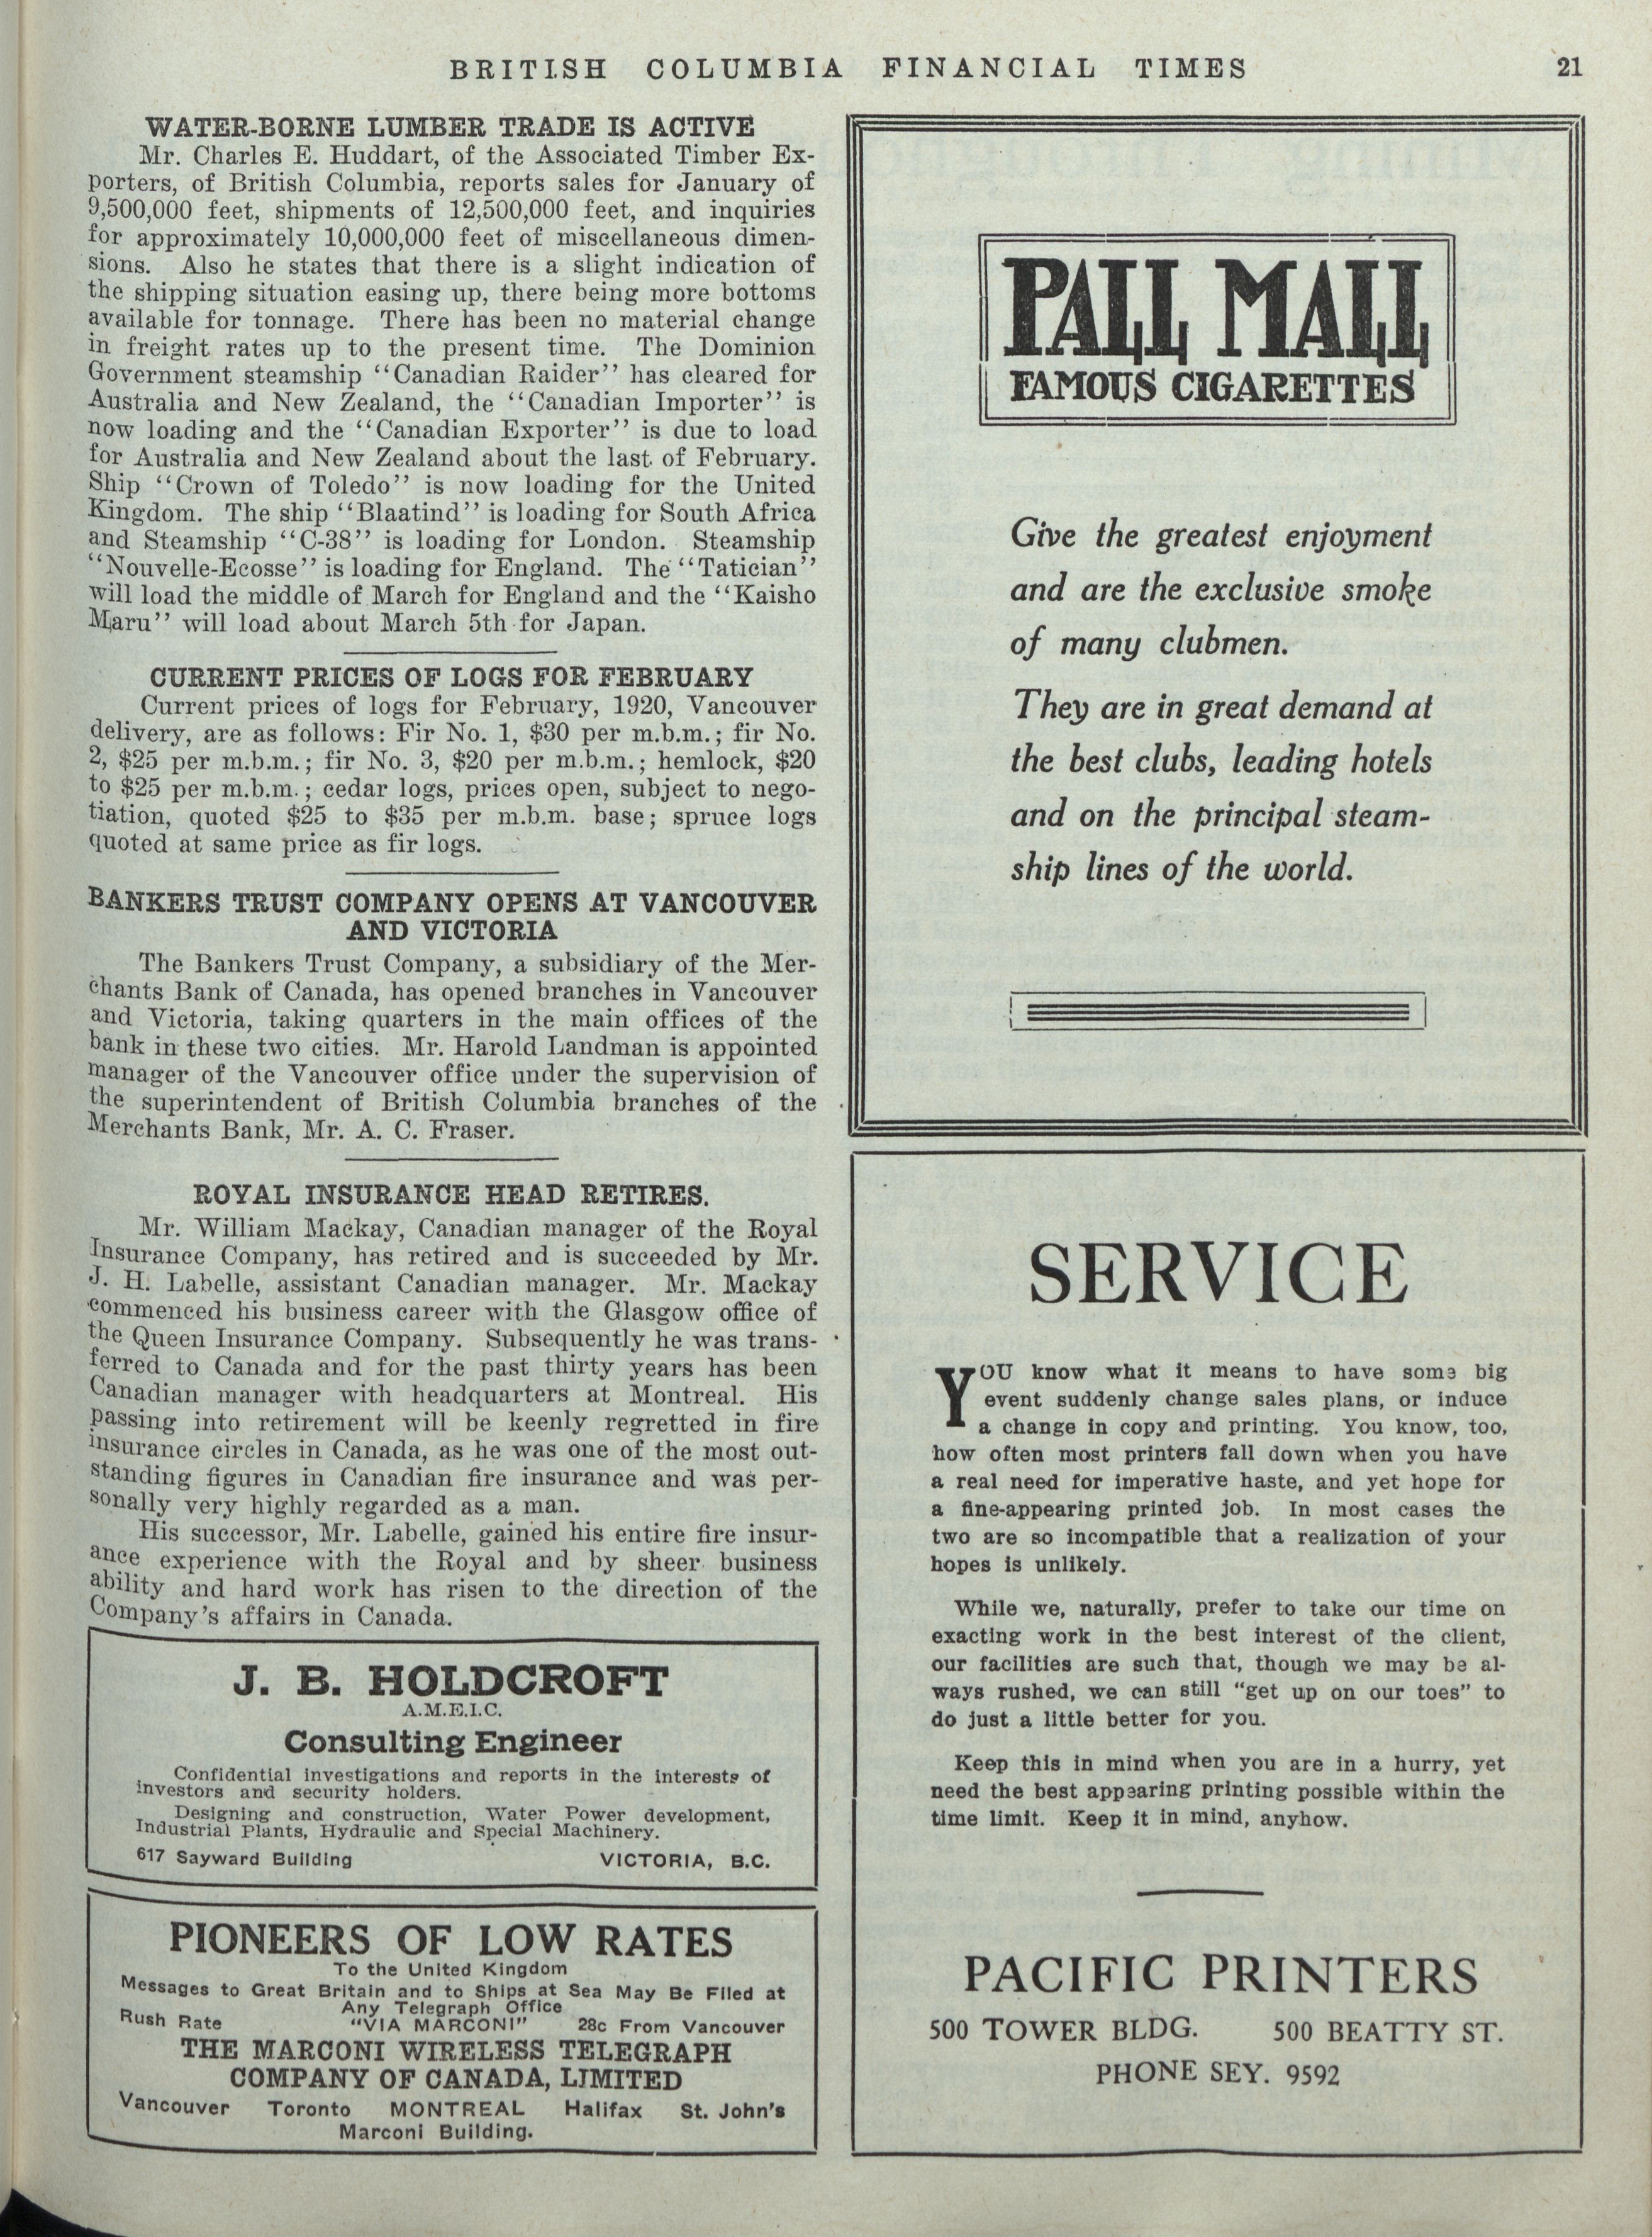 BRITISH COLUMBIA FINANCIAL TIMES 21
WATER-BORNE LUMBER TRADE IS ACTIVE
Mr. Charles E. Huddart, of the Associated Timber Ex-
porters, of British Columbia, reports sales for January of
9,500,000 feet, shipments of 12,500,000 feet, and inquiries
for approximately 10,000,000 feet of miscellaneous dimen-
sions. Also he states that there is a slight indication of
the shipping situation easing up, there being more bottoms
available for tonnage. There has been no material change
in freight rates up to the present time. The Dominion
Government steamship "Canadian Raider" has cleared for
Australia and New Zealand, the "Canadian Importer" is
now loading and the "Canadian Exporter" is due to load
for Australia and New Zealand about the last of February.
Ship "Crown of Toledo" is now loading for the United
Kingdom. The ship "Blaatind" is loading for South Africa
and Steamship "C-38" is loading for London. Steamship
"Nouvelle-Ecosse" is loading for England. The "Tatician"
will load the middle of March for England and the "Kaisho
Maru" will load about March 5th for Japan.
CURRENT PRICES OF LOGS FOR FEBRUARY
Current prices of logs for February, 1920, Vancouver
delivery, are as follows: Fir No. 1, $30 per m.b.m.; fir No.
2, $25 per m.b.m.; fir No. 3, $20 per m.b.m.; hemlock, $20
to $25 per m.b.m.; cedar logs, prices open, subject to nego-
tiation, quoted $25 to $35 per m.b.m. base; spruce logs
quoted at same price as fir logs.
BANKERS TRUST COMPANY OPENS AT VANCOUVER
AND VICTORIA
The Bankers Trust Company, a subsidiary of the Mer-
chants Bank of Canada, has opened branches in Vancouver
and Victoria, taking quarters in the main offices of the
bank in these two cities. Mr. Harold Landman is appointed
manager of the Vancouver office under the supervision of
the superintendent of British Columbia branches of the
Merchants Bank, Mr. A. C. Fraser.
ROYAL INSURANCE HEAD RETIRES.
Mr. William Mackay, Canadian manager of the Royal
Insurance Company, has retired and is succeeded by Mr.
J. H. Labelle, assistant Canadian manager. Mr. Mackay
commenced his business career with the Glasgow office of
the Queen Insurance Company. Subsequently he was trans-
ferred to Canada and for the past thirty years has been
Canadian manager with headquarters at Montreal. His
passing into retirement will be keenly regretted in fire
insurance circles in Canada, as he was one of the most out-
standing figures in Canadian fire insurance and was per-
sonally very highly regarded as a man.
His successor, Mr. Labelle, gained his entire fire insur-
ance experience with the Royal and by sheer business
ability and hard work has risen to the direction of the
Company's affairs in Canada.
J. B. HOLDCROFT
A.M.E.I.C.
Consulting Engineer
Confidential investigations and reports in the interests of
investors and security holders.
Designing and construction, Water Power development,
Industrial Plants, Hydraulic and Special Machinery.
617 Sayward Building VICTORIA, B.C.
PIONEERS OF LOW RATES
To the United Kingdom
Messages to Great Britain and to Ships at Sea May Be Filed at
Any Telegraph Office
Rush Rate "VIA MARCONI" 28c From Vancouver
THE MARCONI WIRELESS TELEGRAPH
COMPANY OF CANADA, LIMITED
Vancouver Toronto MONTREAL Halifax St. John's
Marconi Building.
PALL MALL
FAMOUS CIGARETTES
Give the greatest enjoyment
and are the exclusive smoke
of many clubmen.
They are in great demand at
the best clubs, leading hotels
and on the principal steam-
ship lines of the world.
SERVICE
YOU know what it means to have some big
event suddenly change sales plans, or induce
a change in copy and printing. You know, too,
how often most printers fall down when you have
a real need for imperative haste, and yet hope for
a fine-appearing printed job. In most cases the
two are so incompatible that a realization of your
hopes is unlikely.
While we, naturally, prefer to take our time on
exacting work in the best interest of the client,
our facilities are such that, though we may be al-
ways rushed, we can still "get up on our toes" to
do just a little better for you.
Keep this in mind when you are in a hurry, yet
need the best appearing printing possible within the
time limit. Keep it in mind, anyhow.
PACIFIC PRINTERS
500 TOWER BLDG. 500 BEATTY ST.
PHONE SEY. 9592